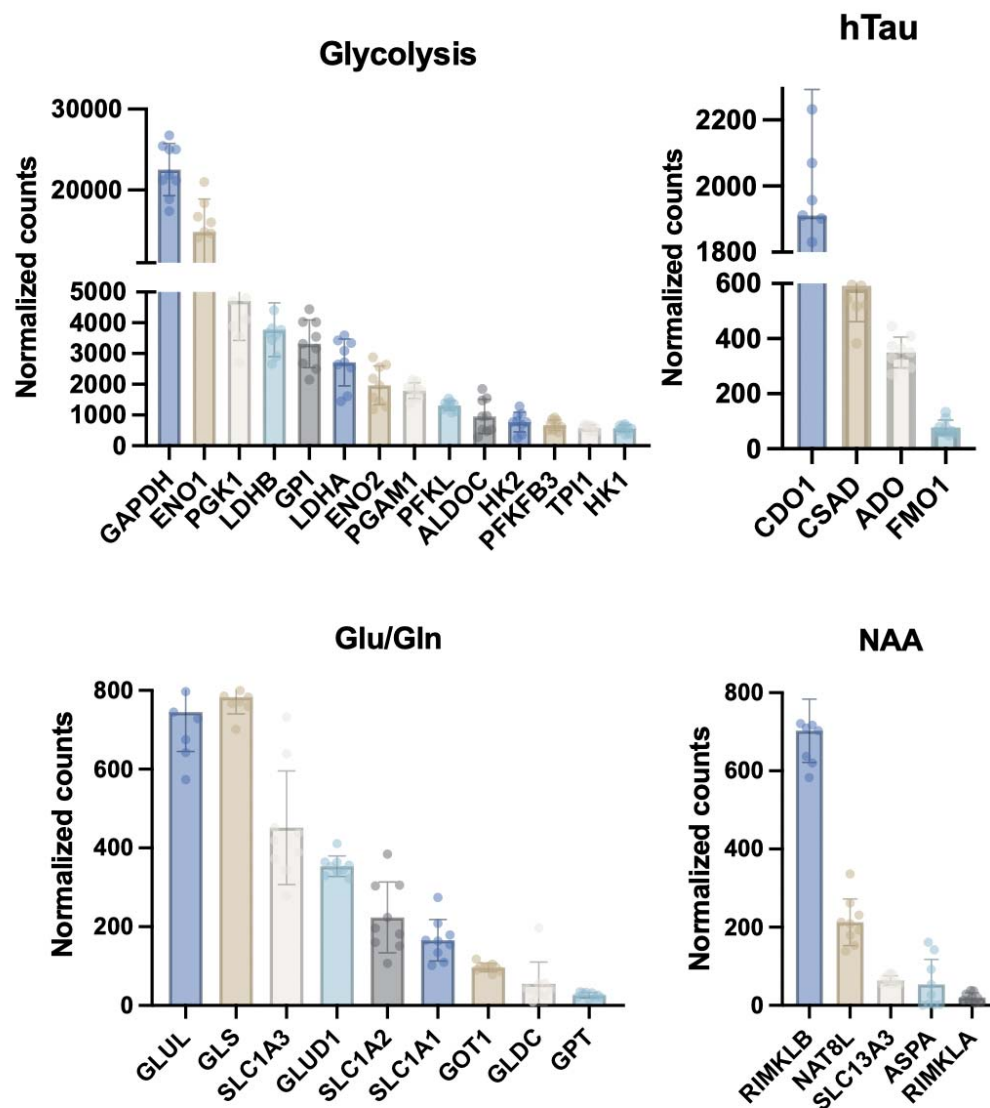 Glycolysis
Normalized counts
30000
20000
5000
4000
3000
2000
1000
0
GAPDH
ENO1
PGK1
LDHB
GPI
LDHA
ENO2
PGAM1
PFKL
ALDOC
HK2
PFKFB3
TPI1
HK1
hTau
Normalized counts
2200
2000
1800
600
400
200
0
CDO1
CSAD
ADO
FMO1
Glu/Gln
Normalized counts
800
600
400
200
0
GLUL
GLS
SLC1A3
GLUD1
SLC1A2
SLC1A1
GOT1
GLDC
GPT
NAA
Normalized counts
800
600
400
200
0
RIMKLB
NAT8L
SLC13A3
ASPA
RIMKLA